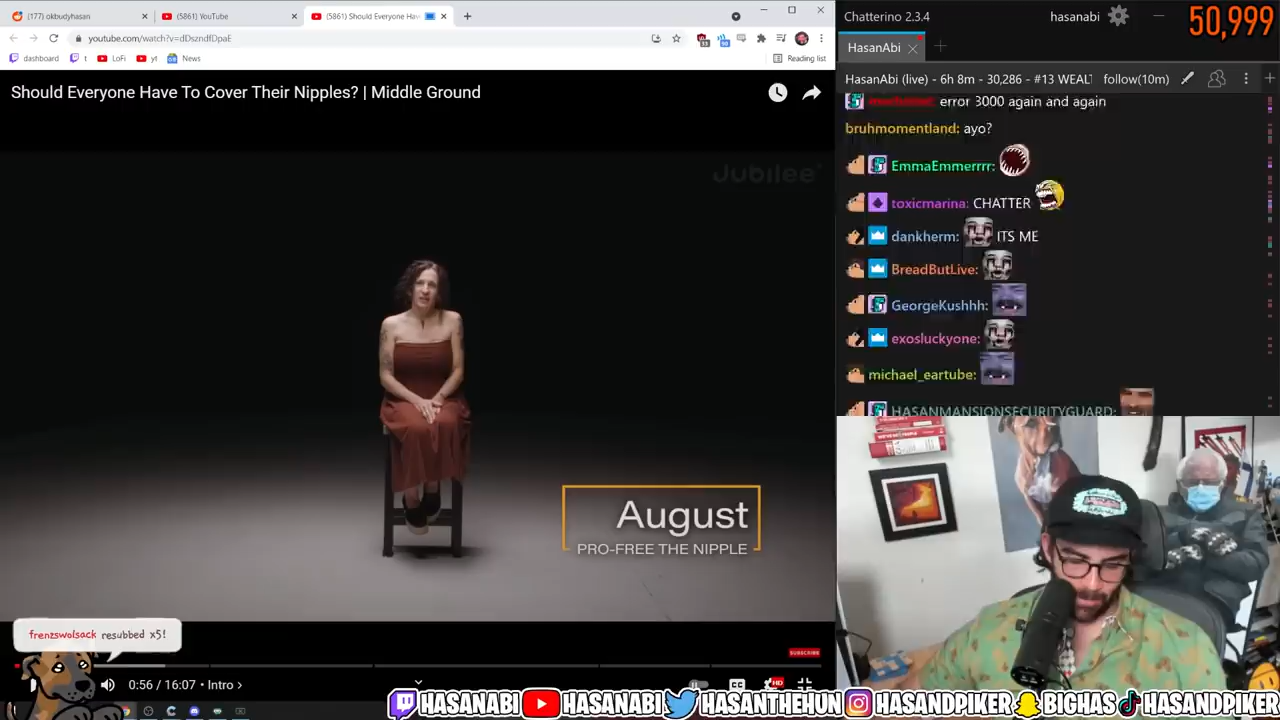 (177) okbudyhasan
(5861) YouTube
(5861) Should Everyone Hav
youtube.com/watch?v=dDszndfDpaE
dashboard
t
LoFi
yt
News
Reading list
Should Everyone Have To Cover Their Nipples? | Middle Ground
Jubilee
August
PRO-FREE THE NIPPLE
frenzswolsack resubbed x5!
SUBSCRIBE
0:56 / 16:07 • Intro
CC
HD
Chatterino 2.3.4
hasanabi
50,999
HasanAbi
HasanAbi (live) - 6h 8m - 30,286 - #13 WEALT
follow(10m)
error 3000 again and again
bruhmomentland: ayo?
EmmaEmmerrrr:
toxicmarina: CHATTER
dankherm: ITS ME
BreadButLive:
GeorgeKushhh:
exosluckyone:
michael_eartube:
HASANMANSIONSECURITYGUARD:
HASANABI
HASANABI
HASANTHEHUN
HASANDPIKER
BIGHAS
HASANDPIKER